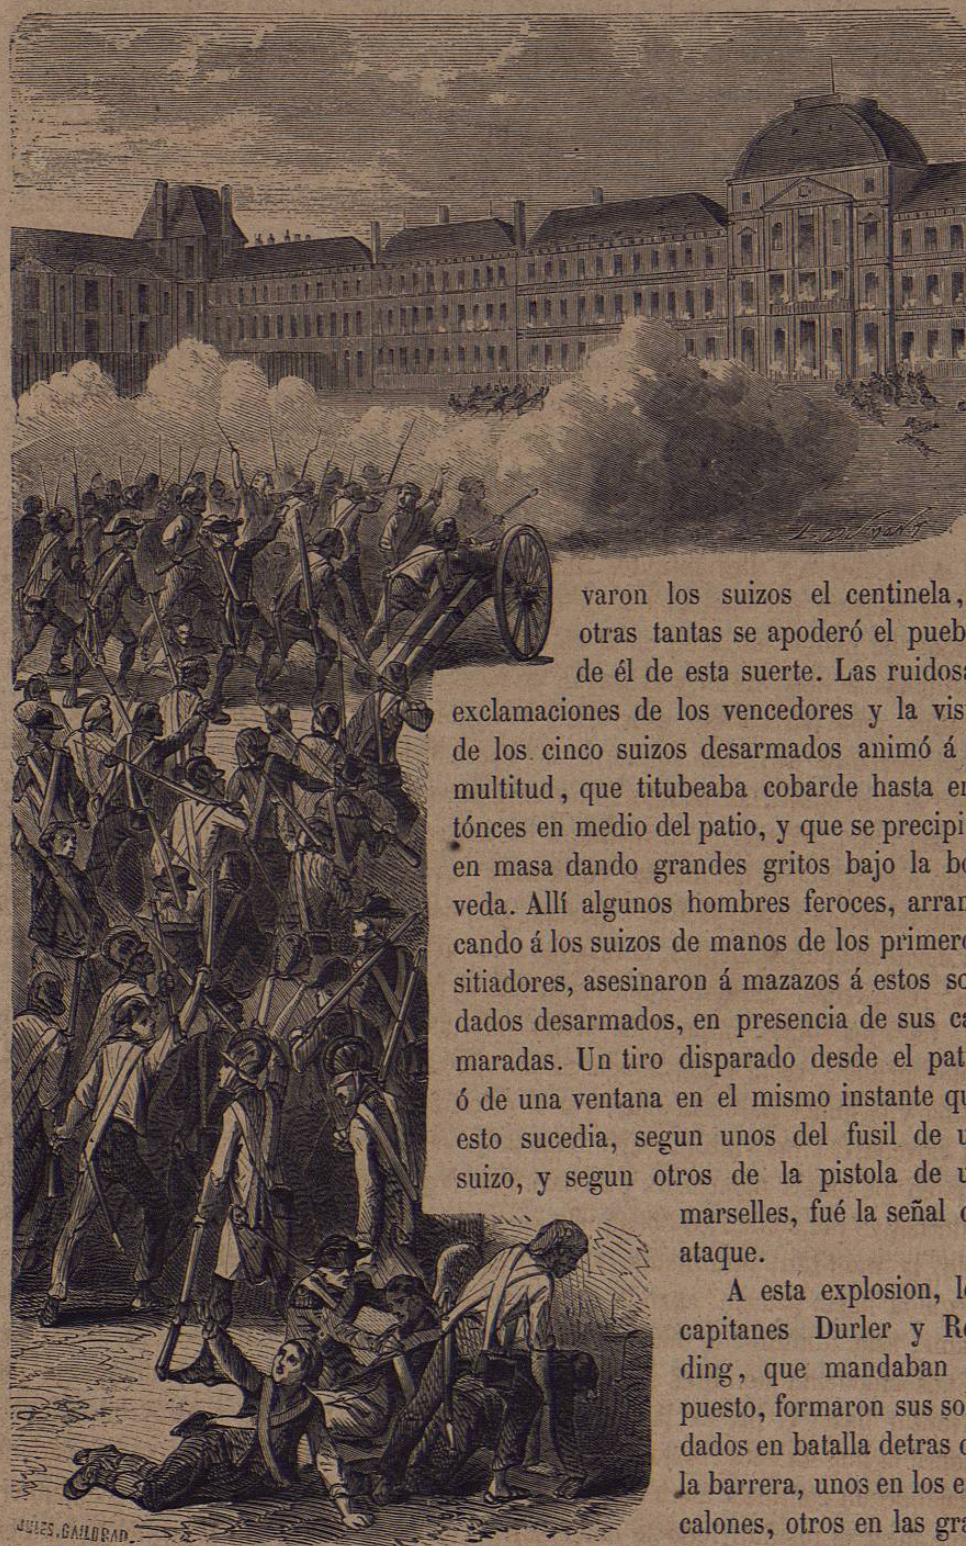 varon los suizos el centinela,
otras tantas se apoderó el pueb
de él de esta suerte. Las ruidosa
exclamaciones de los vencedores y la vis
de los cinco suizos desarmados animó á
multitud, que titubeaba cobarde hasta en
tónces en medio del patio, y que se precipi
en masa dando grandes gritos bajo la bó
veda. Allí algunos hombres feroces, arran
cando á los suizos de manos de los primero
sitiadores, asesinaron á mazazos á estos so
dados desarmados, en presencia de sus ca
maradas. Un tiro disparado desde el pat
ó de una ventana en el mismo instante qu
esto sucedia, segun unos del fusil de u
suizo, y segun otros de la pistola de u
marselles, fué la señal d
ataque.
A esta explosion, lo
capitanes Durler y Re
ding, que mandaban
puesto, formaron sus sol
dados en batalla detras d
la barrera, unos en los es
calones, otros en las gra
JULES.GAILDRAD.